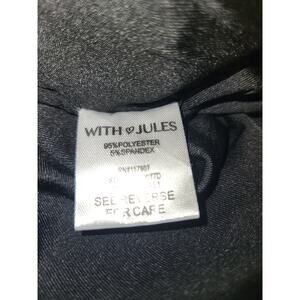 WITH ♡ JULES
95%POLYESTER
5%SPANDEX
SEE REVERSE
FOR CARE